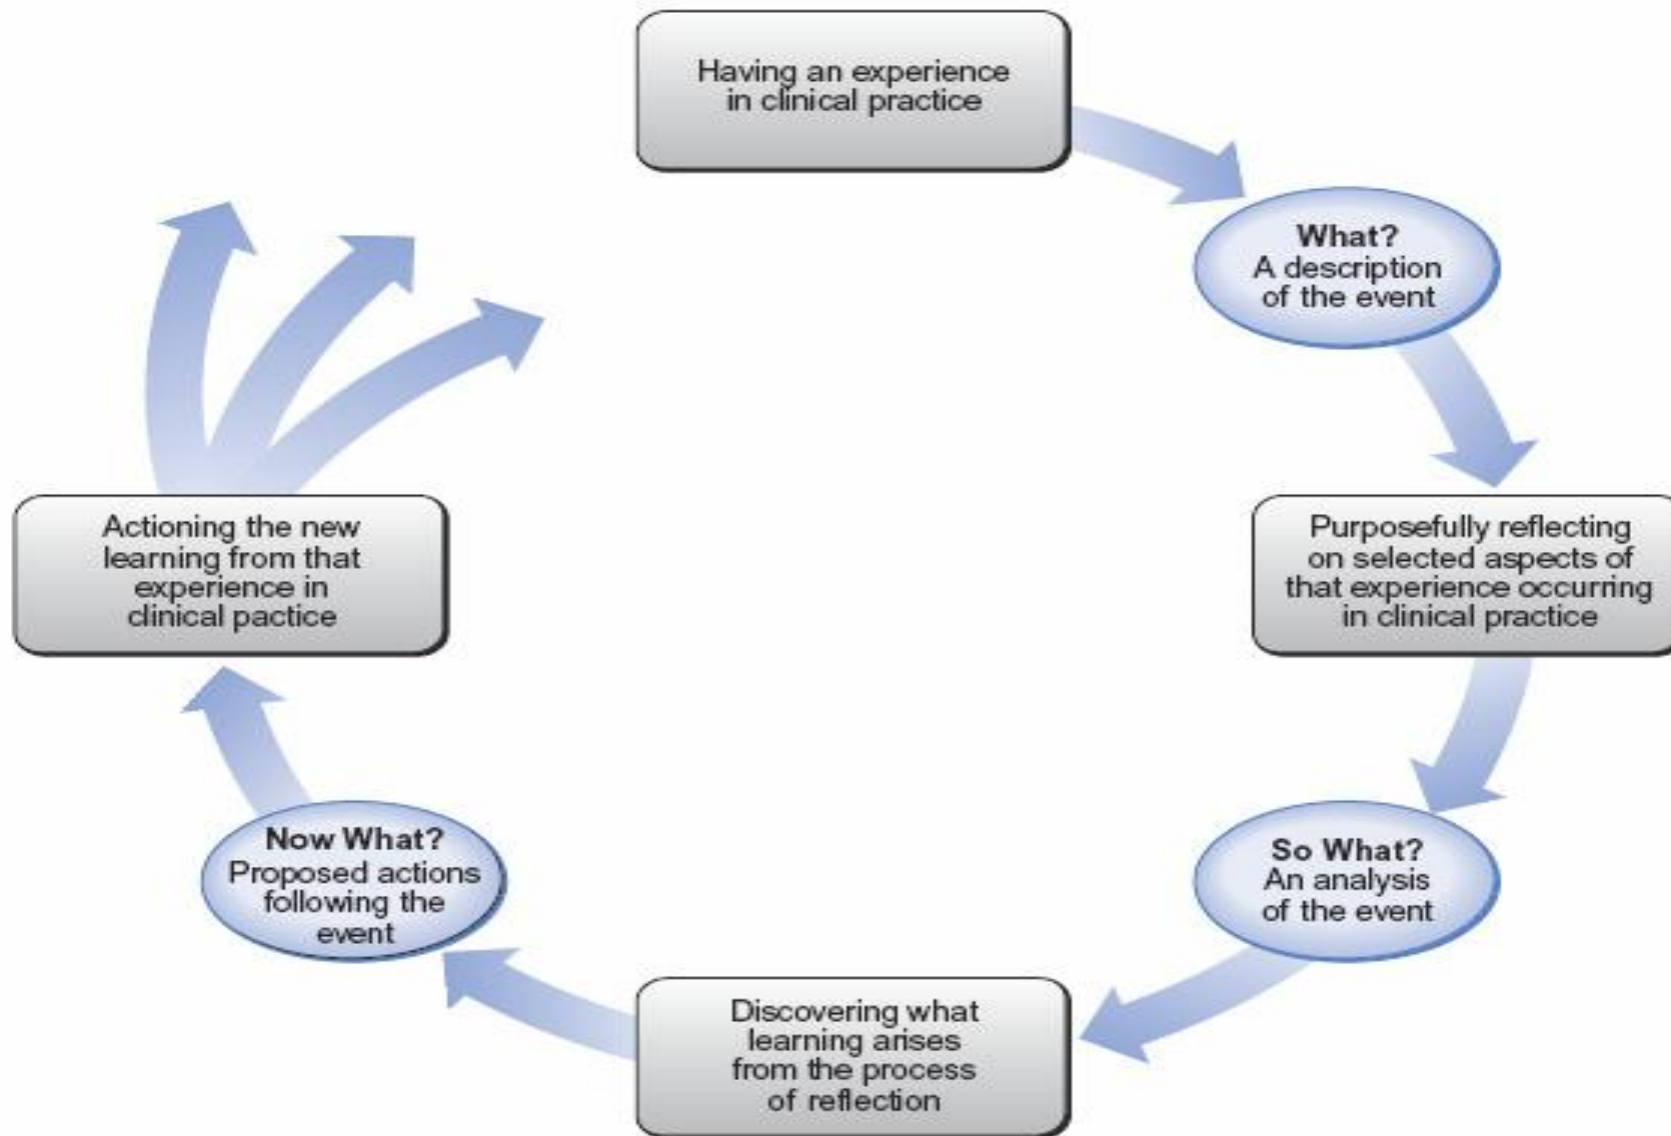 Having an experience
in clinical practice
What?
A description
of the event
Purposefully reflecting
on selected aspects of
that experience occurring
in clinical practice
So What?
An analysis
of the event
Discovering what
learning arises
from the process
of reflection
Now What?
Proposed actions
following the
event
Actioning the new
learning from that
experience in
clinical pactice